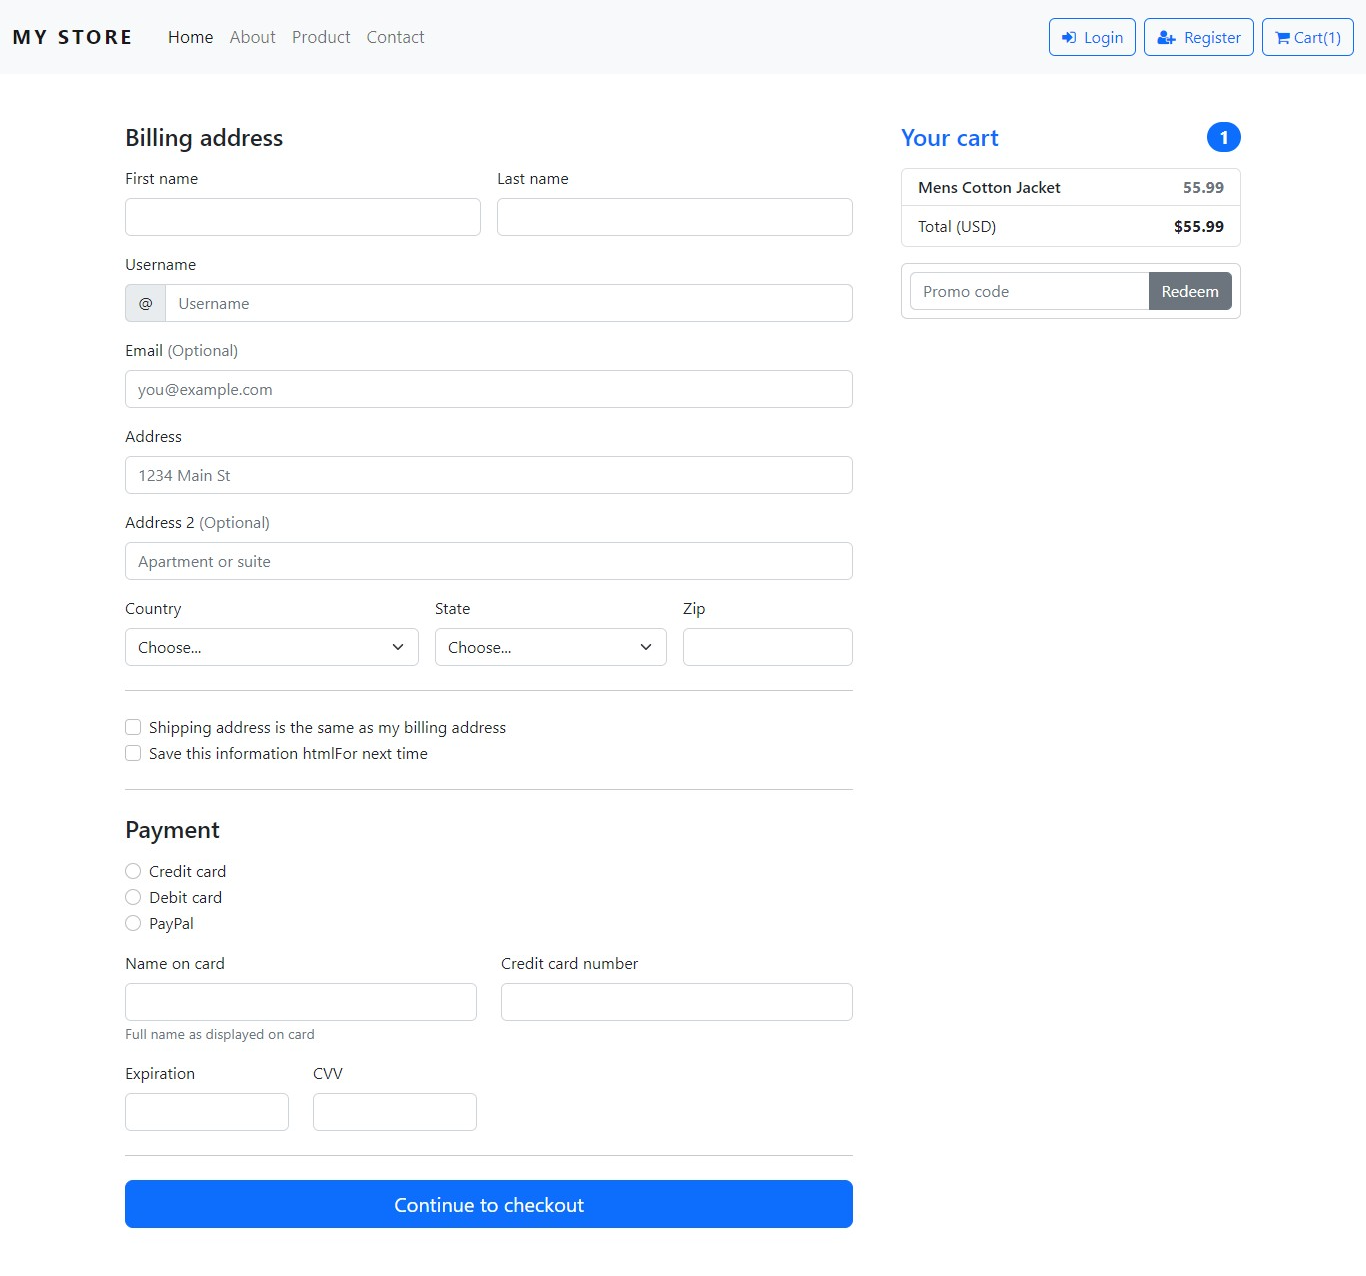 MY STORE Home About Product Contact Login Register Cart(1)
Billing address
First name Last name
Username
@ Username
Email (Optional)
you@example.com
Address
1234 Main St
Address 2 (Optional)
Apartment or suite
Country State Zip
Choose... Choose...
Shipping address is the same as my billing address
Save this information htmlFor next time
Payment
Credit card
Debit card
PayPal
Name on card Credit card number
Full name as displayed on card
Expiration CVV
Continue to checkout
Your cart 1
Mens Cotton Jacket 55.99
Total (USD) $55.99
Promo code Redeem